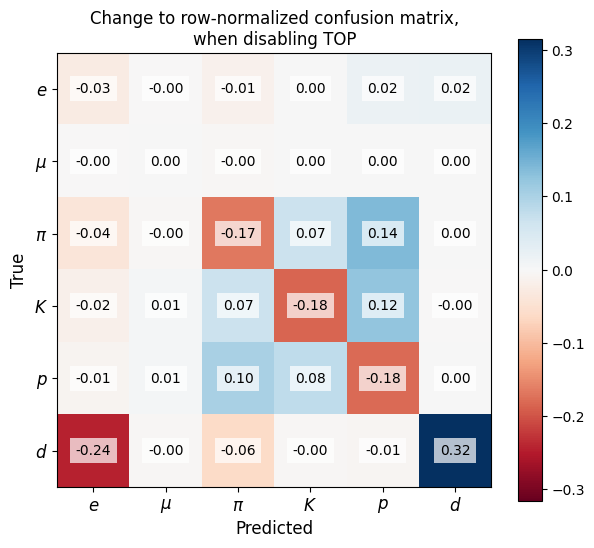 Change to row-normalized confusion matrix,
when disabling TOP
e -0.03 -0.00 -0.01 0.00 0.02 0.02
μ -0.00 0.00 -0.00 0.00 0.00 0.00
π -0.04 -0.00 -0.17 0.07 0.14 0.00
K -0.02 0.01 0.07 -0.18 0.12 -0.00
p -0.01 0.01 0.10 0.08 -0.18 0.00
d -0.24 -0.00 -0.06 -0.00 -0.01 0.32
e μ π K p d
Predicted
True
0.3
0.2
0.1
0.0
−0.1
−0.2
−0.3